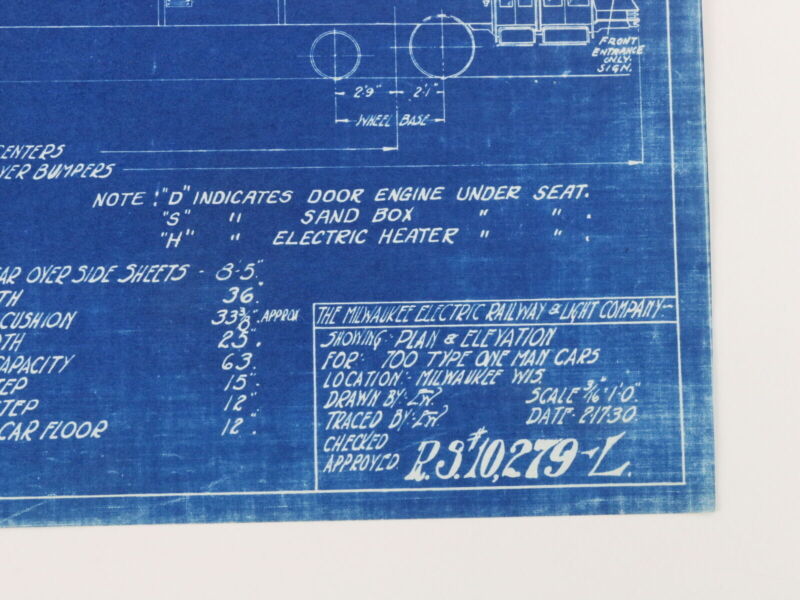 FRONT
ENTRANCE
ONLY
SIGN.
2'9" 2'1"
WHEEL BASE
CENTERS
VER BUMPERS
NOTE: "D" INDICATES DOOR ENGINE UNDER SEAT.
"S" " SAND BOX " " .
"H" " ELECTRIC HEATER " " .
AR OVER SIDE SHEETS - 8'-5"
TH 36"
CUSHION 33 3/8" APPROX
TH 23".
CAPACITY 63
TEP 15"
STEP 12"
CAR FLOOR 12".
THE MILWAUKEE ELECTRIC RAILWAY & LIGHT COMPANY-
SHOWING: PLAN & ELEVATION
FOR: 700 TYPE ONE MAN CARS
LOCATION:- MILWAUKEE WIS.
DRAWN BY: SCALE 3/16"=1'-0"
TRACED BY: DATE 2-17-30.
CHECKED
APPROVED R.S.#10,279-L.